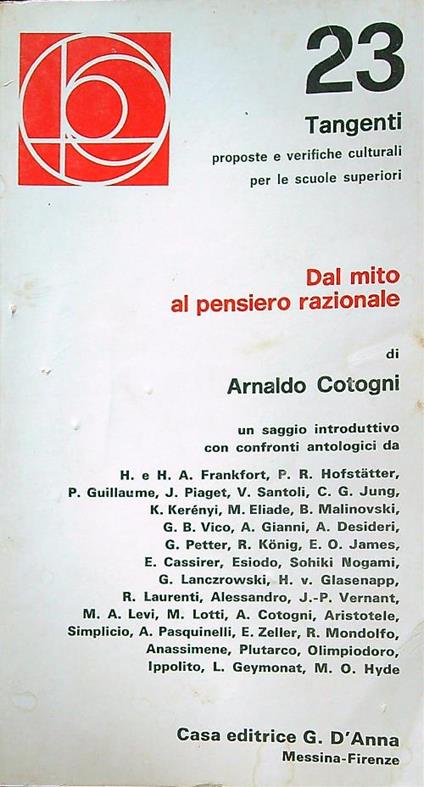 23
Tangenti
proposte e verifiche culturali
per le scuole superiori
Dal mito
al pensiero razionale
di
Arnaldo Cotogni
un saggio introduttivo
con confronti antologici da
H. e H. A. Frankfort, P. R. Hofstätter,
P. Guillaume, J. Piaget, V. Santoli, C. G. Jung,
K. Kerényi, M. Eliade, B. Malinovski,
G. B. Vico, A. Gianni, A. Desideri,
G. Petter, R. König, E. O. James,
E. Cassirer, Esiodo, Sohiki Nogami,
G. Lanczrowski, H. v. Glasenapp,
R. Laurenti, Alessandro, J.-P. Vernant,
M. A. Levi, M. Lotti, A. Cotogni, Aristotele,
Simplicio, A. Pasquinelli, E. Zeller, R. Mondolfo,
Anassimene, Plutarco, Olimpiodoro,
Ippolito, L. Geymonat, M. O. Hyde
Casa editrice G. D'Anna
Messina-Firenze